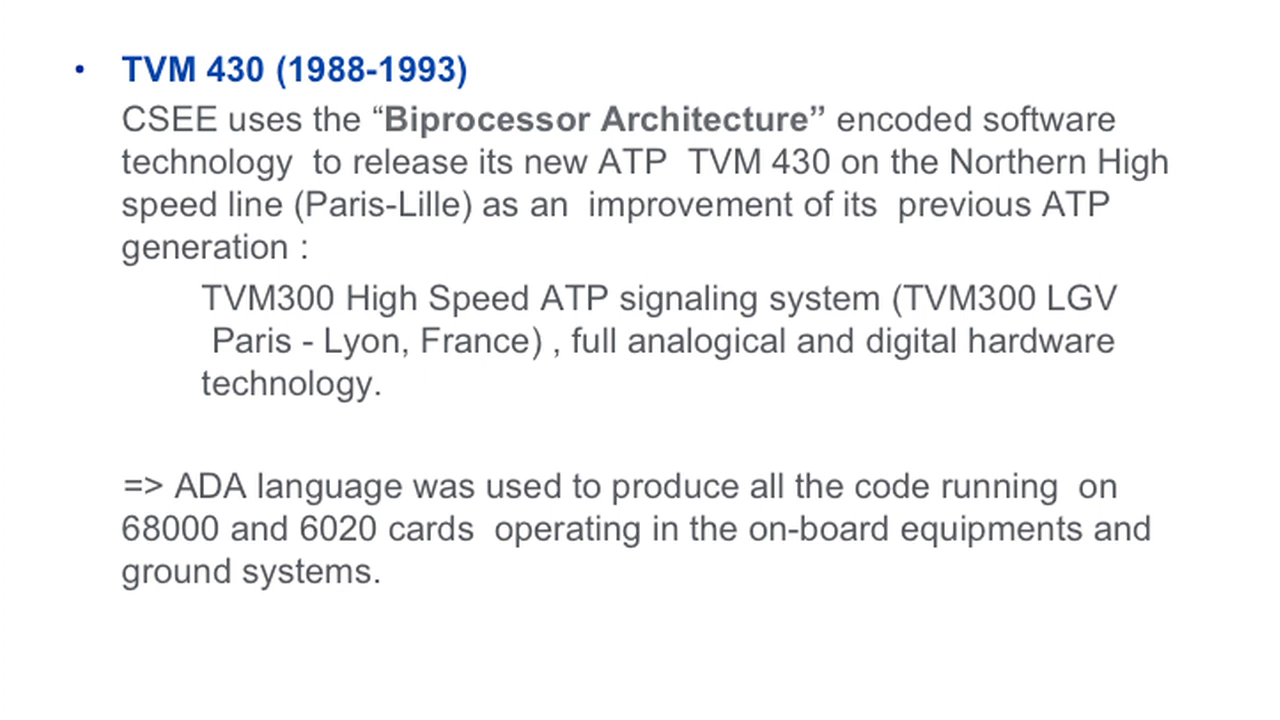 • TVM 430 (1988-1993)
CSEE uses the “Biprocessor Architecture” encoded software
technology  to release its new ATP  TVM 430 on the Northern High
speed line (Paris-Lille) as an  improvement of its  previous ATP
generation :
TVM300 High Speed ATP signaling system (TVM300 LGV
Paris - Lyon, France) , full analogical and digital hardware
technology.
=> ADA language was used to produce all the code running  on
68000 and 6020 cards  operating in the on-board equipments and
ground systems.